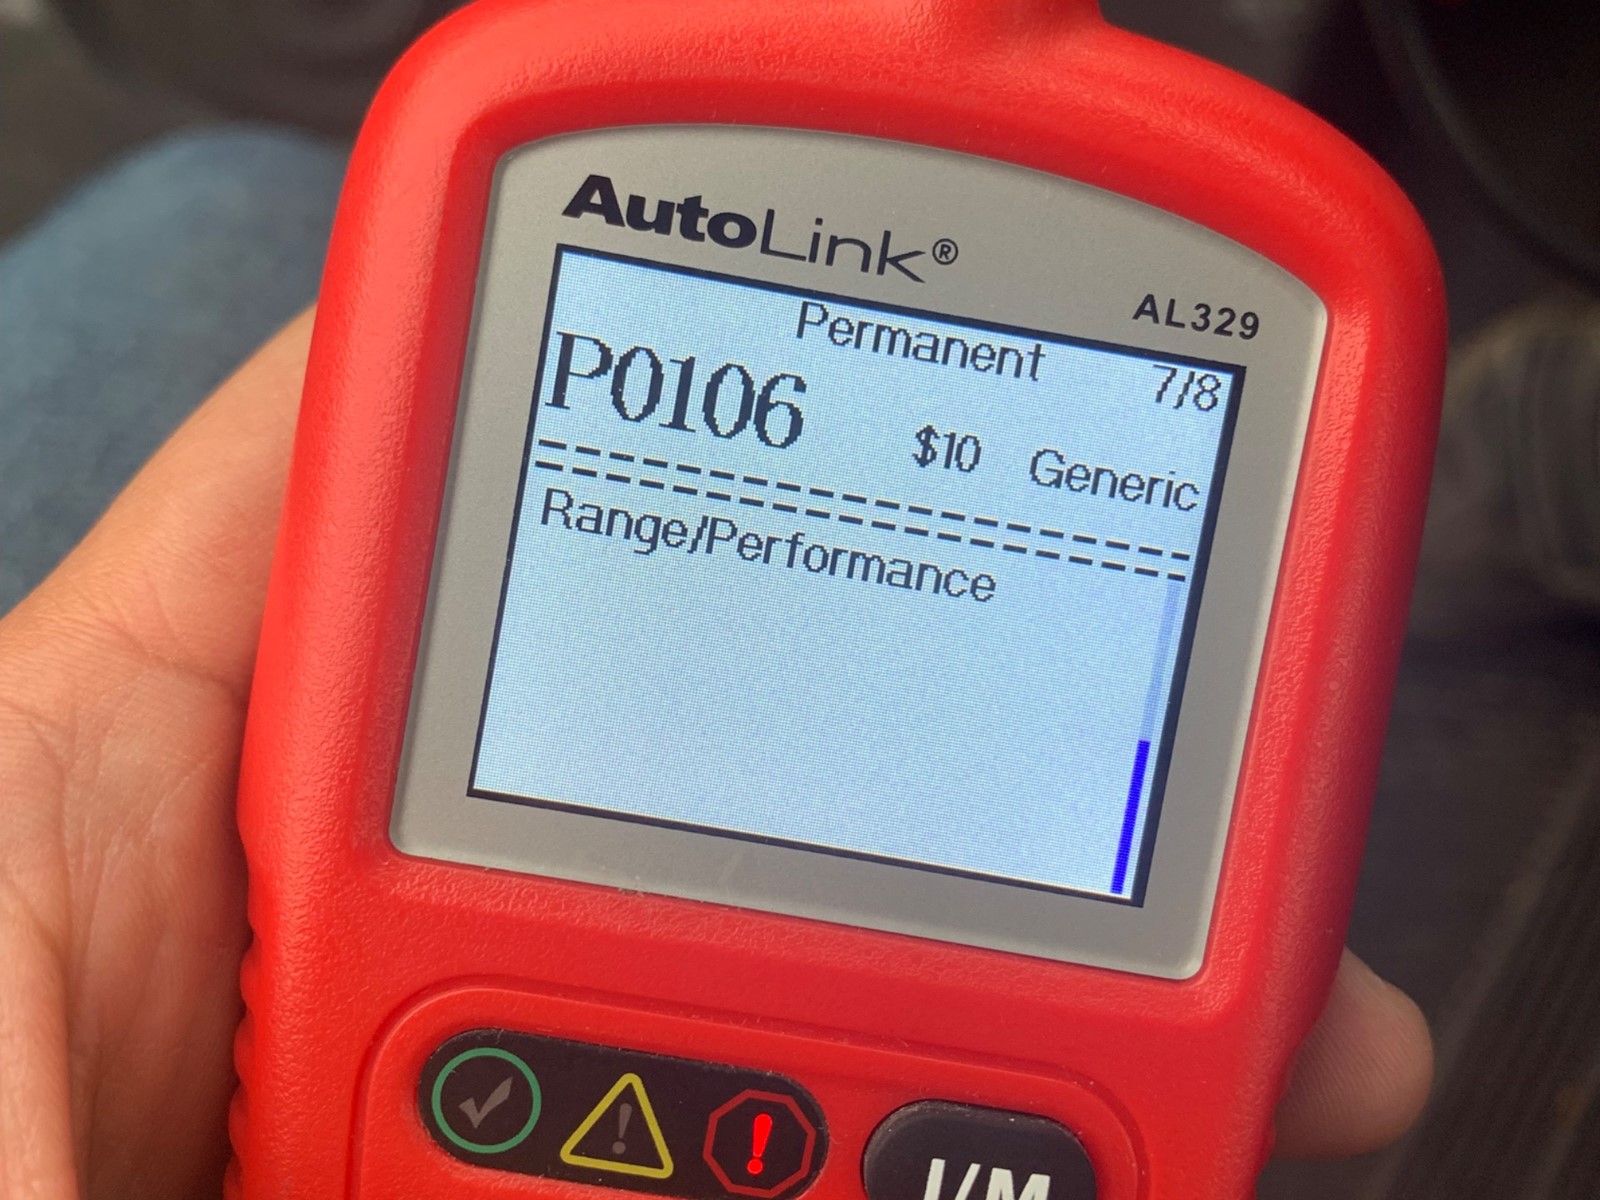 AutoLink®
AL329
Permanent 7/8
P0106 $10 Generic
Range/Performance
I/M